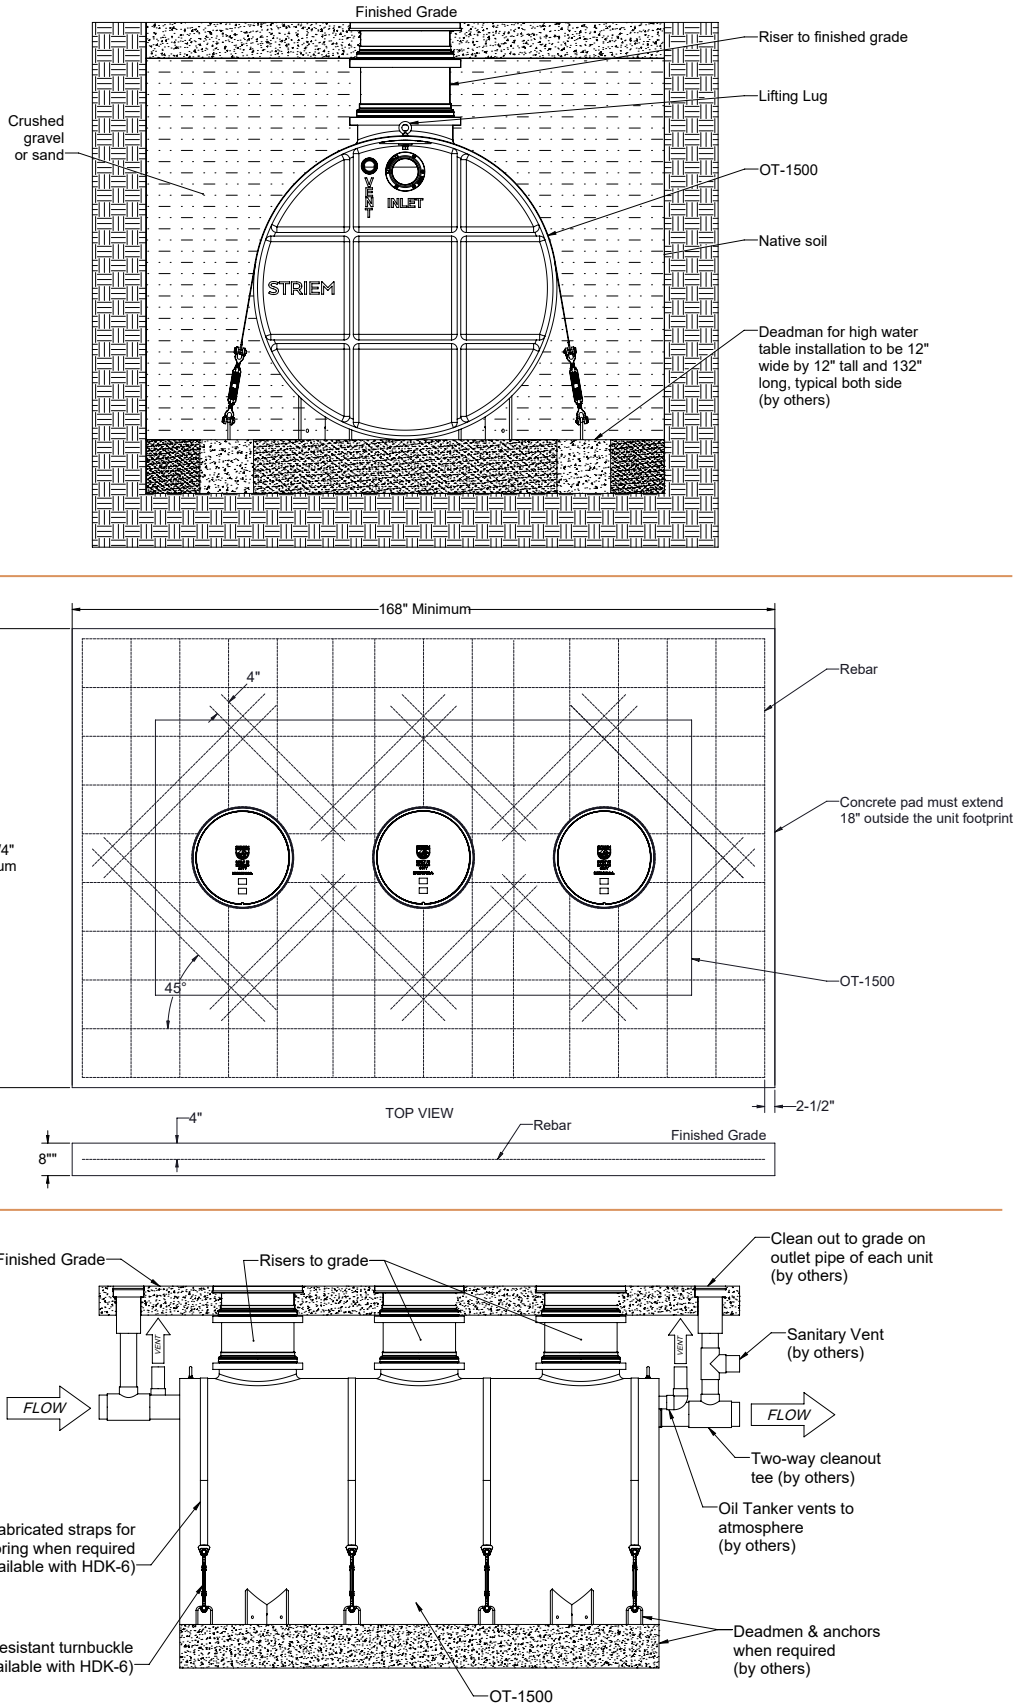 Finished Grade
Riser to finished grade
Lifting Lug
Crushed
gravel
or sand
OT-1500
VENT
INLET
Native soil
STRIEM
Deadman for high water
table installation to be 12"
wide by 12" tall and 132"
long, typical both side
(by others)
168" Minimum
4"
Rebar
Concrete pad must extend
18" outside the unit footprint
/4"
um
45°
OT-1500
2-1/2"
TOP VIEW
4"
Rebar
Finished Grade
8""
Finished Grade
Risers to grade
Clean out to grade on
outlet pipe of each unit
(by others)
VENT
VENT
Sanitary Vent
(by others)
FLOW
FLOW
Two-way cleanout
tee (by others)
Oil Tanker vents to
atmosphere
(by others)
abricated straps for
oring when required
ailable with HDK-6)
Deadmen & anchors
when required
(by others)
esistant turnbuckle
ailable with HDK-6)
OT-1500